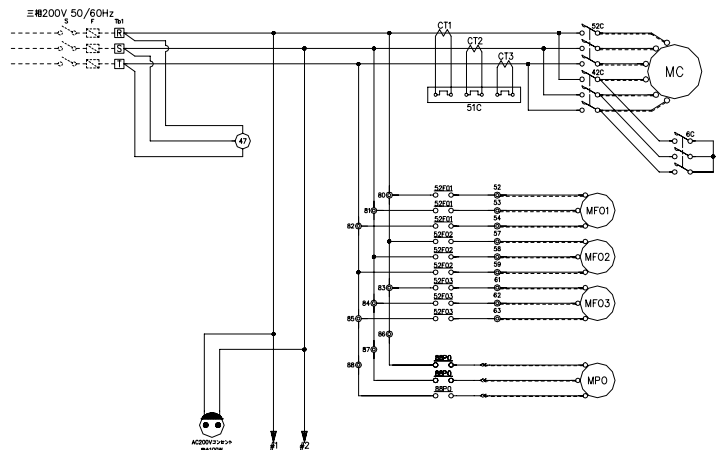 三相200V 50/60Hz
S F Tb1
R
S
T
47
CT1
CT2
CT3
51C
52C
42C
MC
6C
80 52F01 52
81 52F01 53
82 52F01 54
MF01
52F02 57
52F02 58
52F02 59
MF02
83 52F03 61
84 52F03 62
85 52F03 63
MF03
86
87
88
88P0
88P0
88P0
MP0
AC200Vコンセント
#1 #2